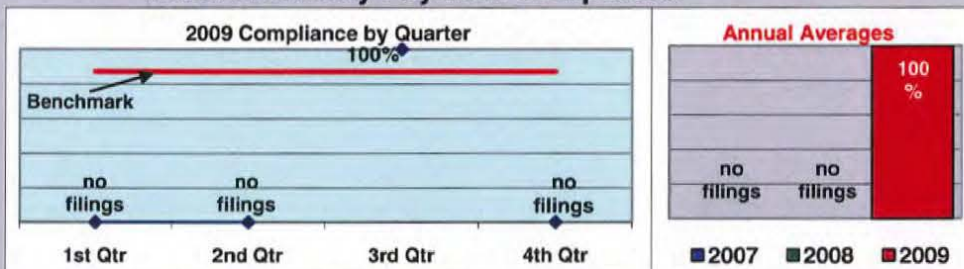 2009 Compliance by Quarter
100%
Benchmark
no
filings
no
filings
no
filings
1st Qtr
2nd Qtr
3rd Qtr
4th Qtr
Annual Averages
no
filings
no
filings
100
%
2007
2008
2009